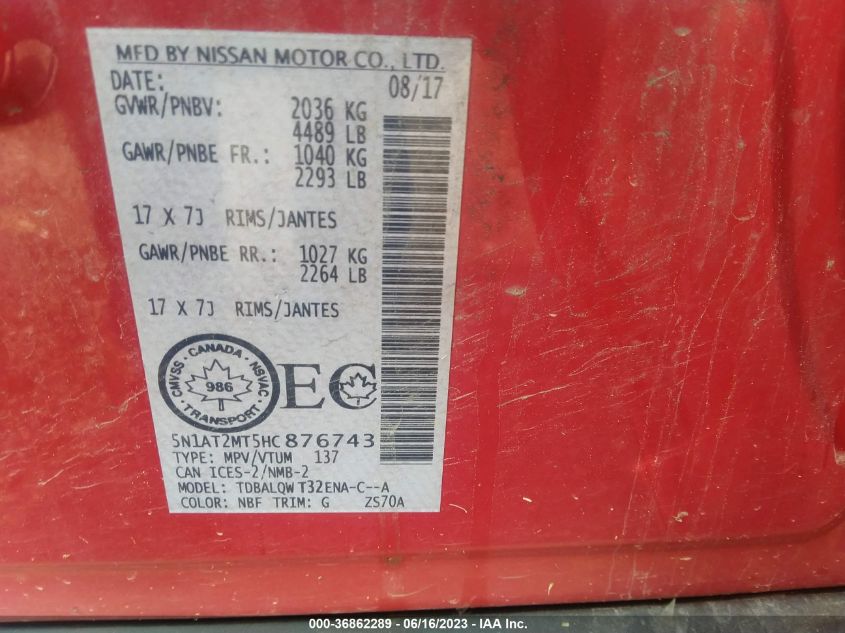 MFD BY NISSAN MOTOR CO., LTD.
DATE: 08/17
GVWR/PNBV: 2036 KG
4489 LB
GAWR/PNBE FR.: 1040 KG
2293 LB
17 X 7J RIMS/JANTES
GAWR/PNBE RR.: 1027 KG
2264 LB
17 X 7J RIMS/JANTES
CMVSS · CANADA · NSVAC · TRANSPORT
986
EC
5N1AT2MT5HC876743
TYPE: MPV/VTUM 137
CAN ICES-2/NMB-2
MODEL: TDBALQWT32ENA-C--A
COLOR: NBF TRIM: G ZS70A
000-36862289 - 06/16/2023 - IAA Inc.